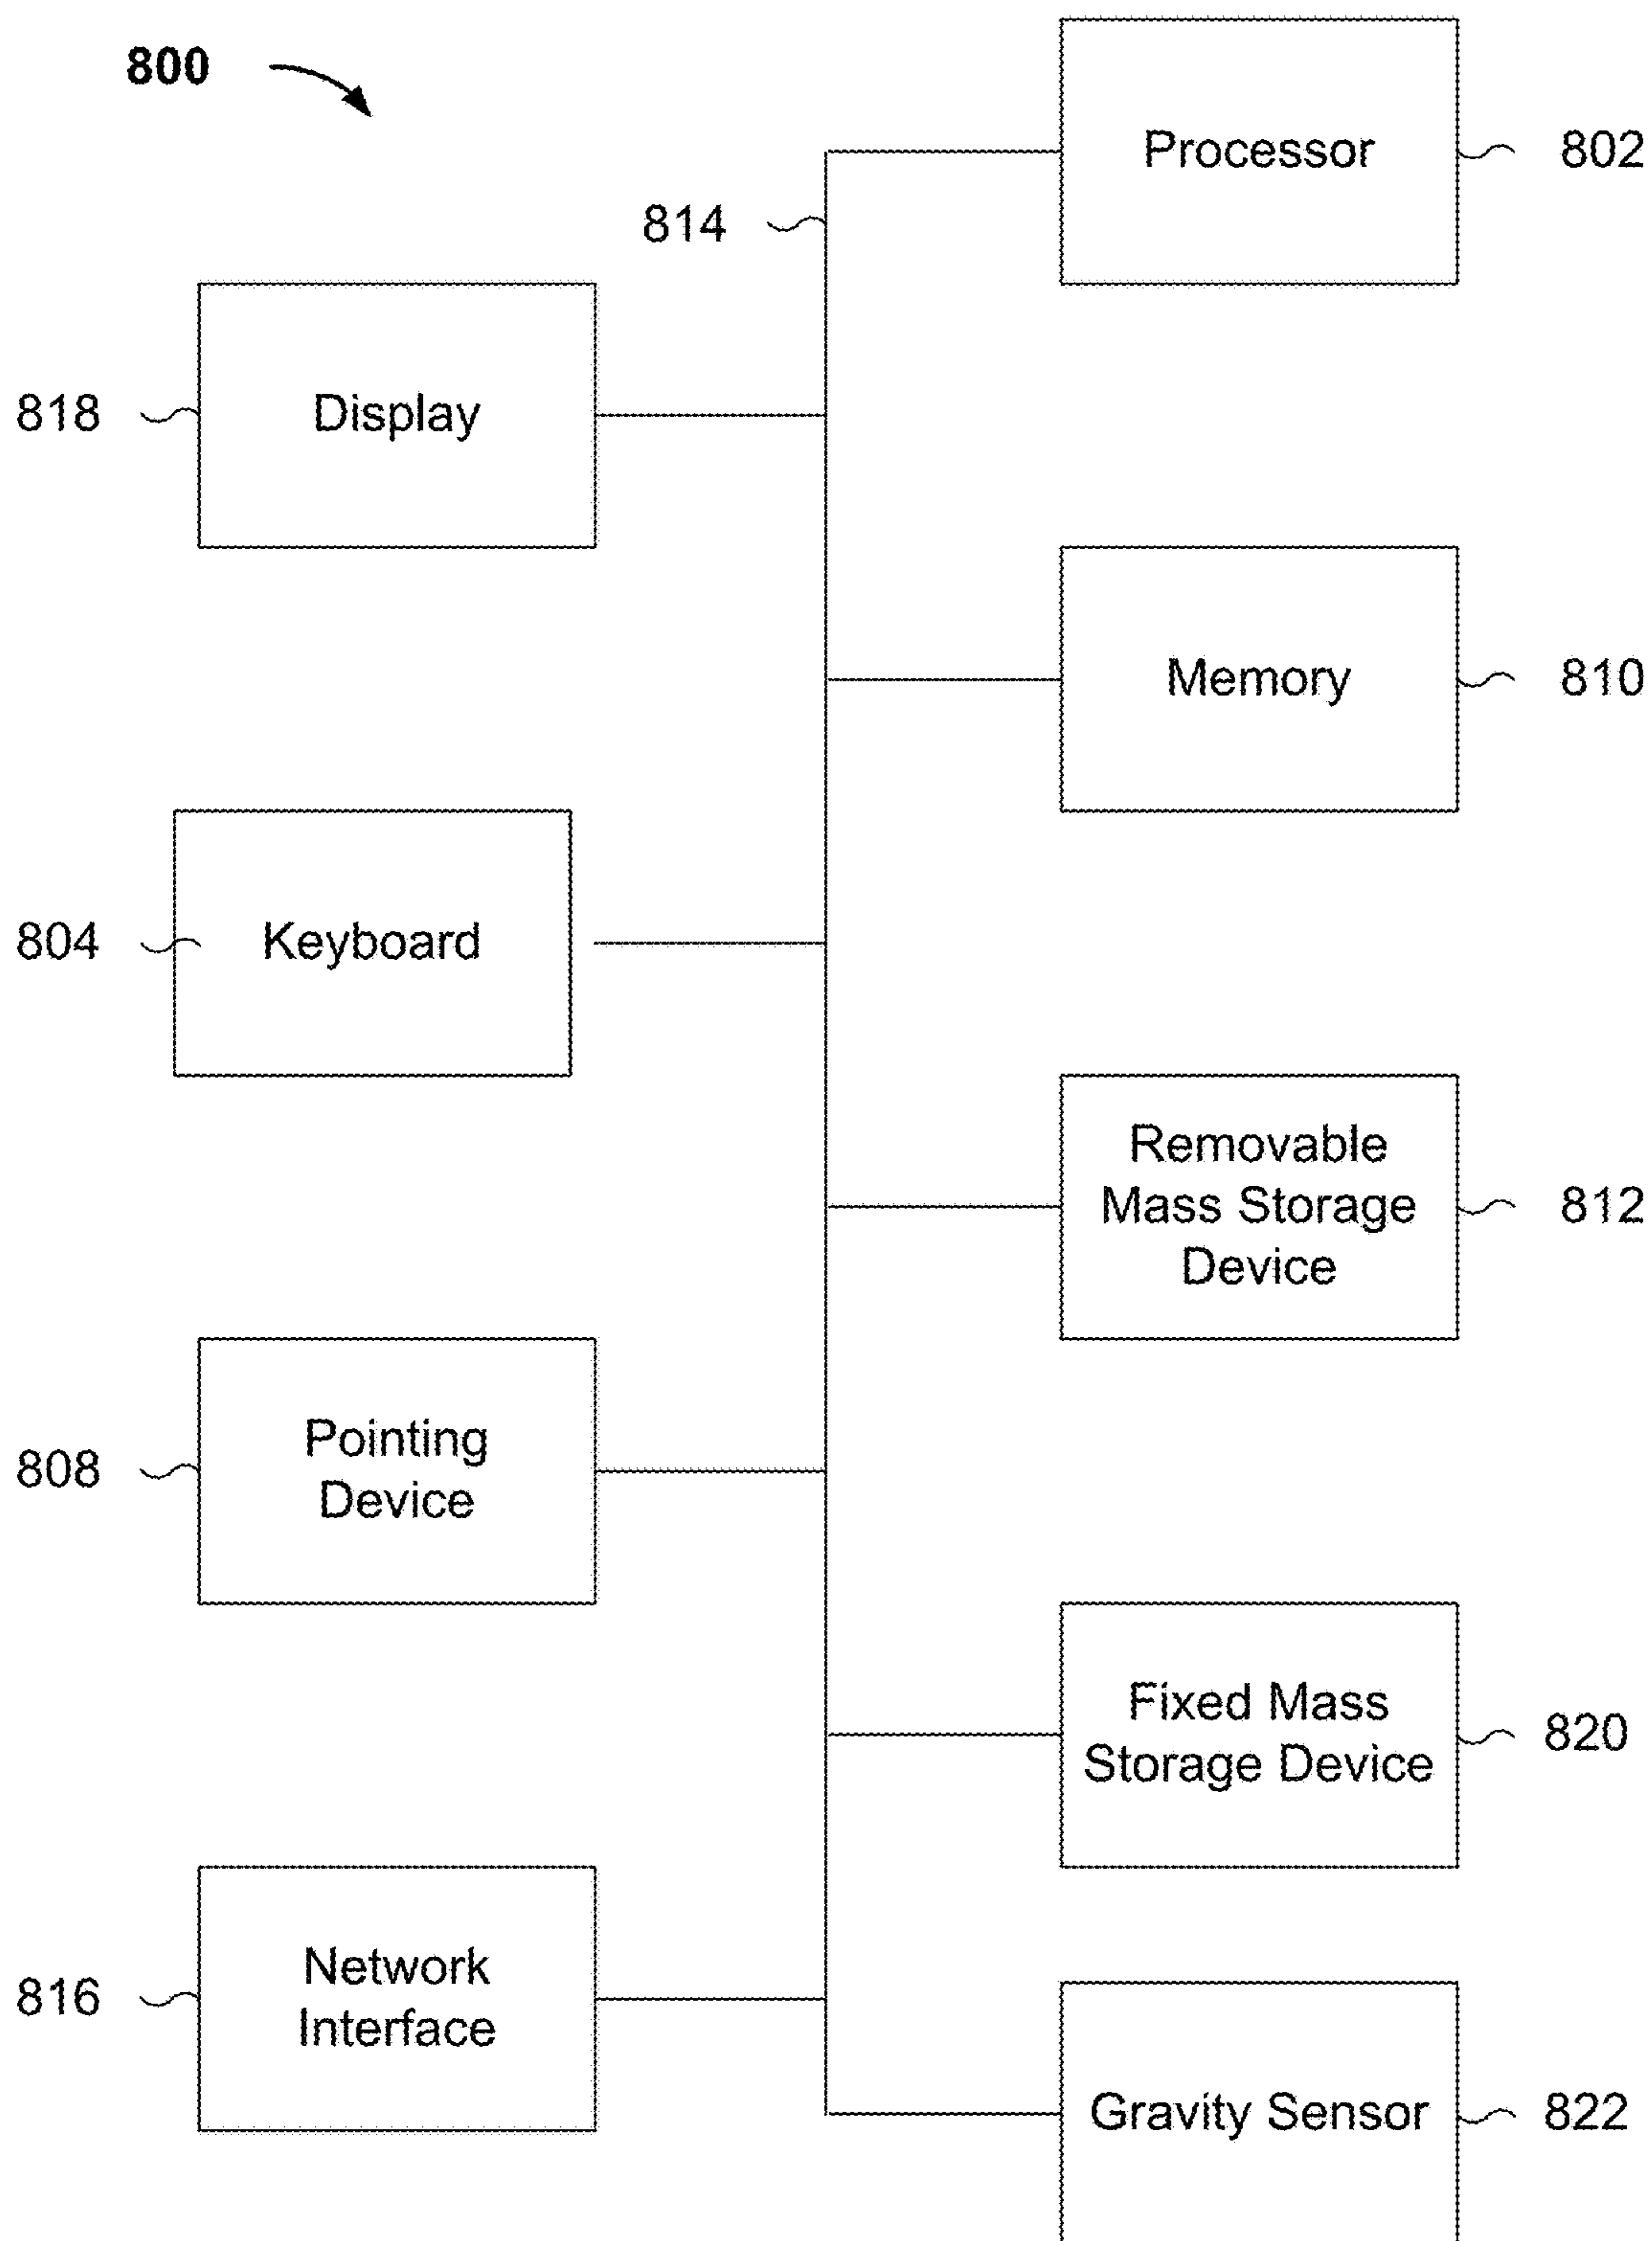 800
Processor
802
814
Display
818
Memory
810
Keyboard
804
Removable
Mass Storage
Device
812
Pointing
Device
808
Fixed Mass
Storage Device
820
Network
Interface
816
Gravity Sensor
822